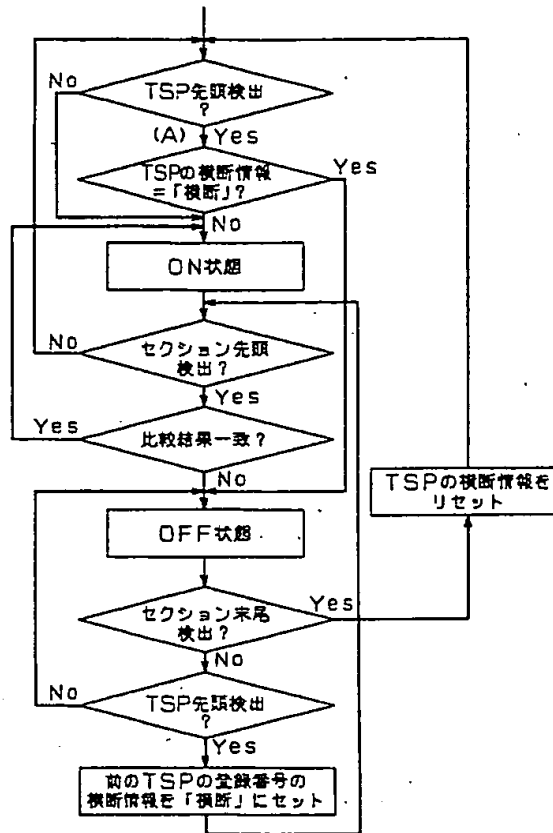 No
TSP先頭検出
?
(A) Yes
TSPの横断情報
=「横断」?
Yes
No
ON状態
No
セクション先頭
検出?
Yes
Yes
比較結果一致?
No
TSPの横断情報を
リセット
OFF状態
セクション末尾
検出?
Yes
No
No
TSP先頭検出
?
Yes
前のTSPの登録番号の
横断情報を「横断」にセット